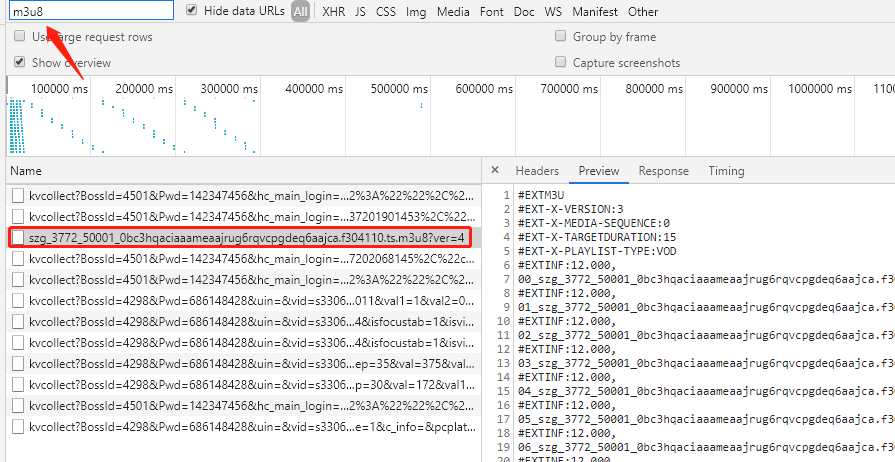 m3u8
Hide data URLs All XHR JS CSS Img Media Font Doc WS Manifest Other
Use large request rows Group by frame
Show overview Capture screenshots
100000 ms 200000 ms 300000 ms 400000 ms 500000 ms 600000 ms 700000 ms 800000 ms 900000 ms 1000000 ms
Name × Headers Preview Response Timing
kvcollect?BossId=4501&Pwd=142347456&hc_main_login=...2%3A%22%22%2C%2...
kvcollect?BossId=4501&Pwd=142347456&hc_main_login=...37201901453%2C%22...
szg_3772_50001_0bc3hqaciaaameaajrug6rqvcpgdeq6aajca.f304110.ts.m3u8?ver=4
kvcollect?BossId=4501&Pwd=142347456&hc_main_login=...7202068145%2C%22c...
kvcollect?BossId=4501&Pwd=142347456&hc_main_login=...2%3A%22%22%2C%2...
kvcollect?BossId=4298&Pwd=686148428&uin=&vid=s3306...011&val1=1&val2=0...
kvcollect?BossId=4298&Pwd=686148428&uin=&vid=s3306...4&isfocustab=1&isvi...
kvcollect?BossId=4298&Pwd=686148428&uin=&vid=s3306...4&isfocustab=1&isvi...
kvcollect?BossId=4298&Pwd=686148428&uin=&vid=s3306...ep=35&val=375&val...
kvcollect?BossId=4298&Pwd=686148428&uin=&vid=s3306...p=30&val=172&val1...
kvcollect?BossId=4501&Pwd=142347456&hc_main_login=...2%3A%22%22%2C%2...
kvcollect?BossId=4298&Pwd=686148428&uin=&vid=s3306...e=1&c_info=&pcplat...
1 #EXTM3U
2 #EXT-X-VERSION:3
3 #EXT-X-MEDIA-SEQUENCE:0
4 #EXT-X-TARGETDURATION:15
5 #EXT-X-PLAYLIST-TYPE:VOD
6 #EXTINF:12.000,
7 00_szg_3772_50001_0bc3hqaciaaameaajrug6rqvcpgdeq6aajca.f30
8 #EXTINF:12.000,
9 01_szg_3772_50001_0bc3hqaciaaameaajrug6rqvcpgdeq6aajca.f30
10 #EXTINF:12.000,
11 02_szg_3772_50001_0bc3hqaciaaameaajrug6rqvcpgdeq6aajca.f30
12 #EXTINF:12.000,
13 03_szg_3772_50001_0bc3hqaciaaameaajrug6rqvcpgdeq6aajca.f30
14 #EXTINF:12.000,
15 04_szg_3772_50001_0bc3hqaciaaameaajrug6rqvcpgdeq6aajca.f30
16 #EXTINF:12.000,
17 05_szg_3772_50001_0bc3hqaciaaameaajrug6rqvcpgdeq6aajca.f30
18 #EXTINF:12.000,
19 06_szg_3772_50001_0bc3hqaciaaameaajrug6rqvcpgdeq6aajca.f30
20 #EXTINF:12.000,